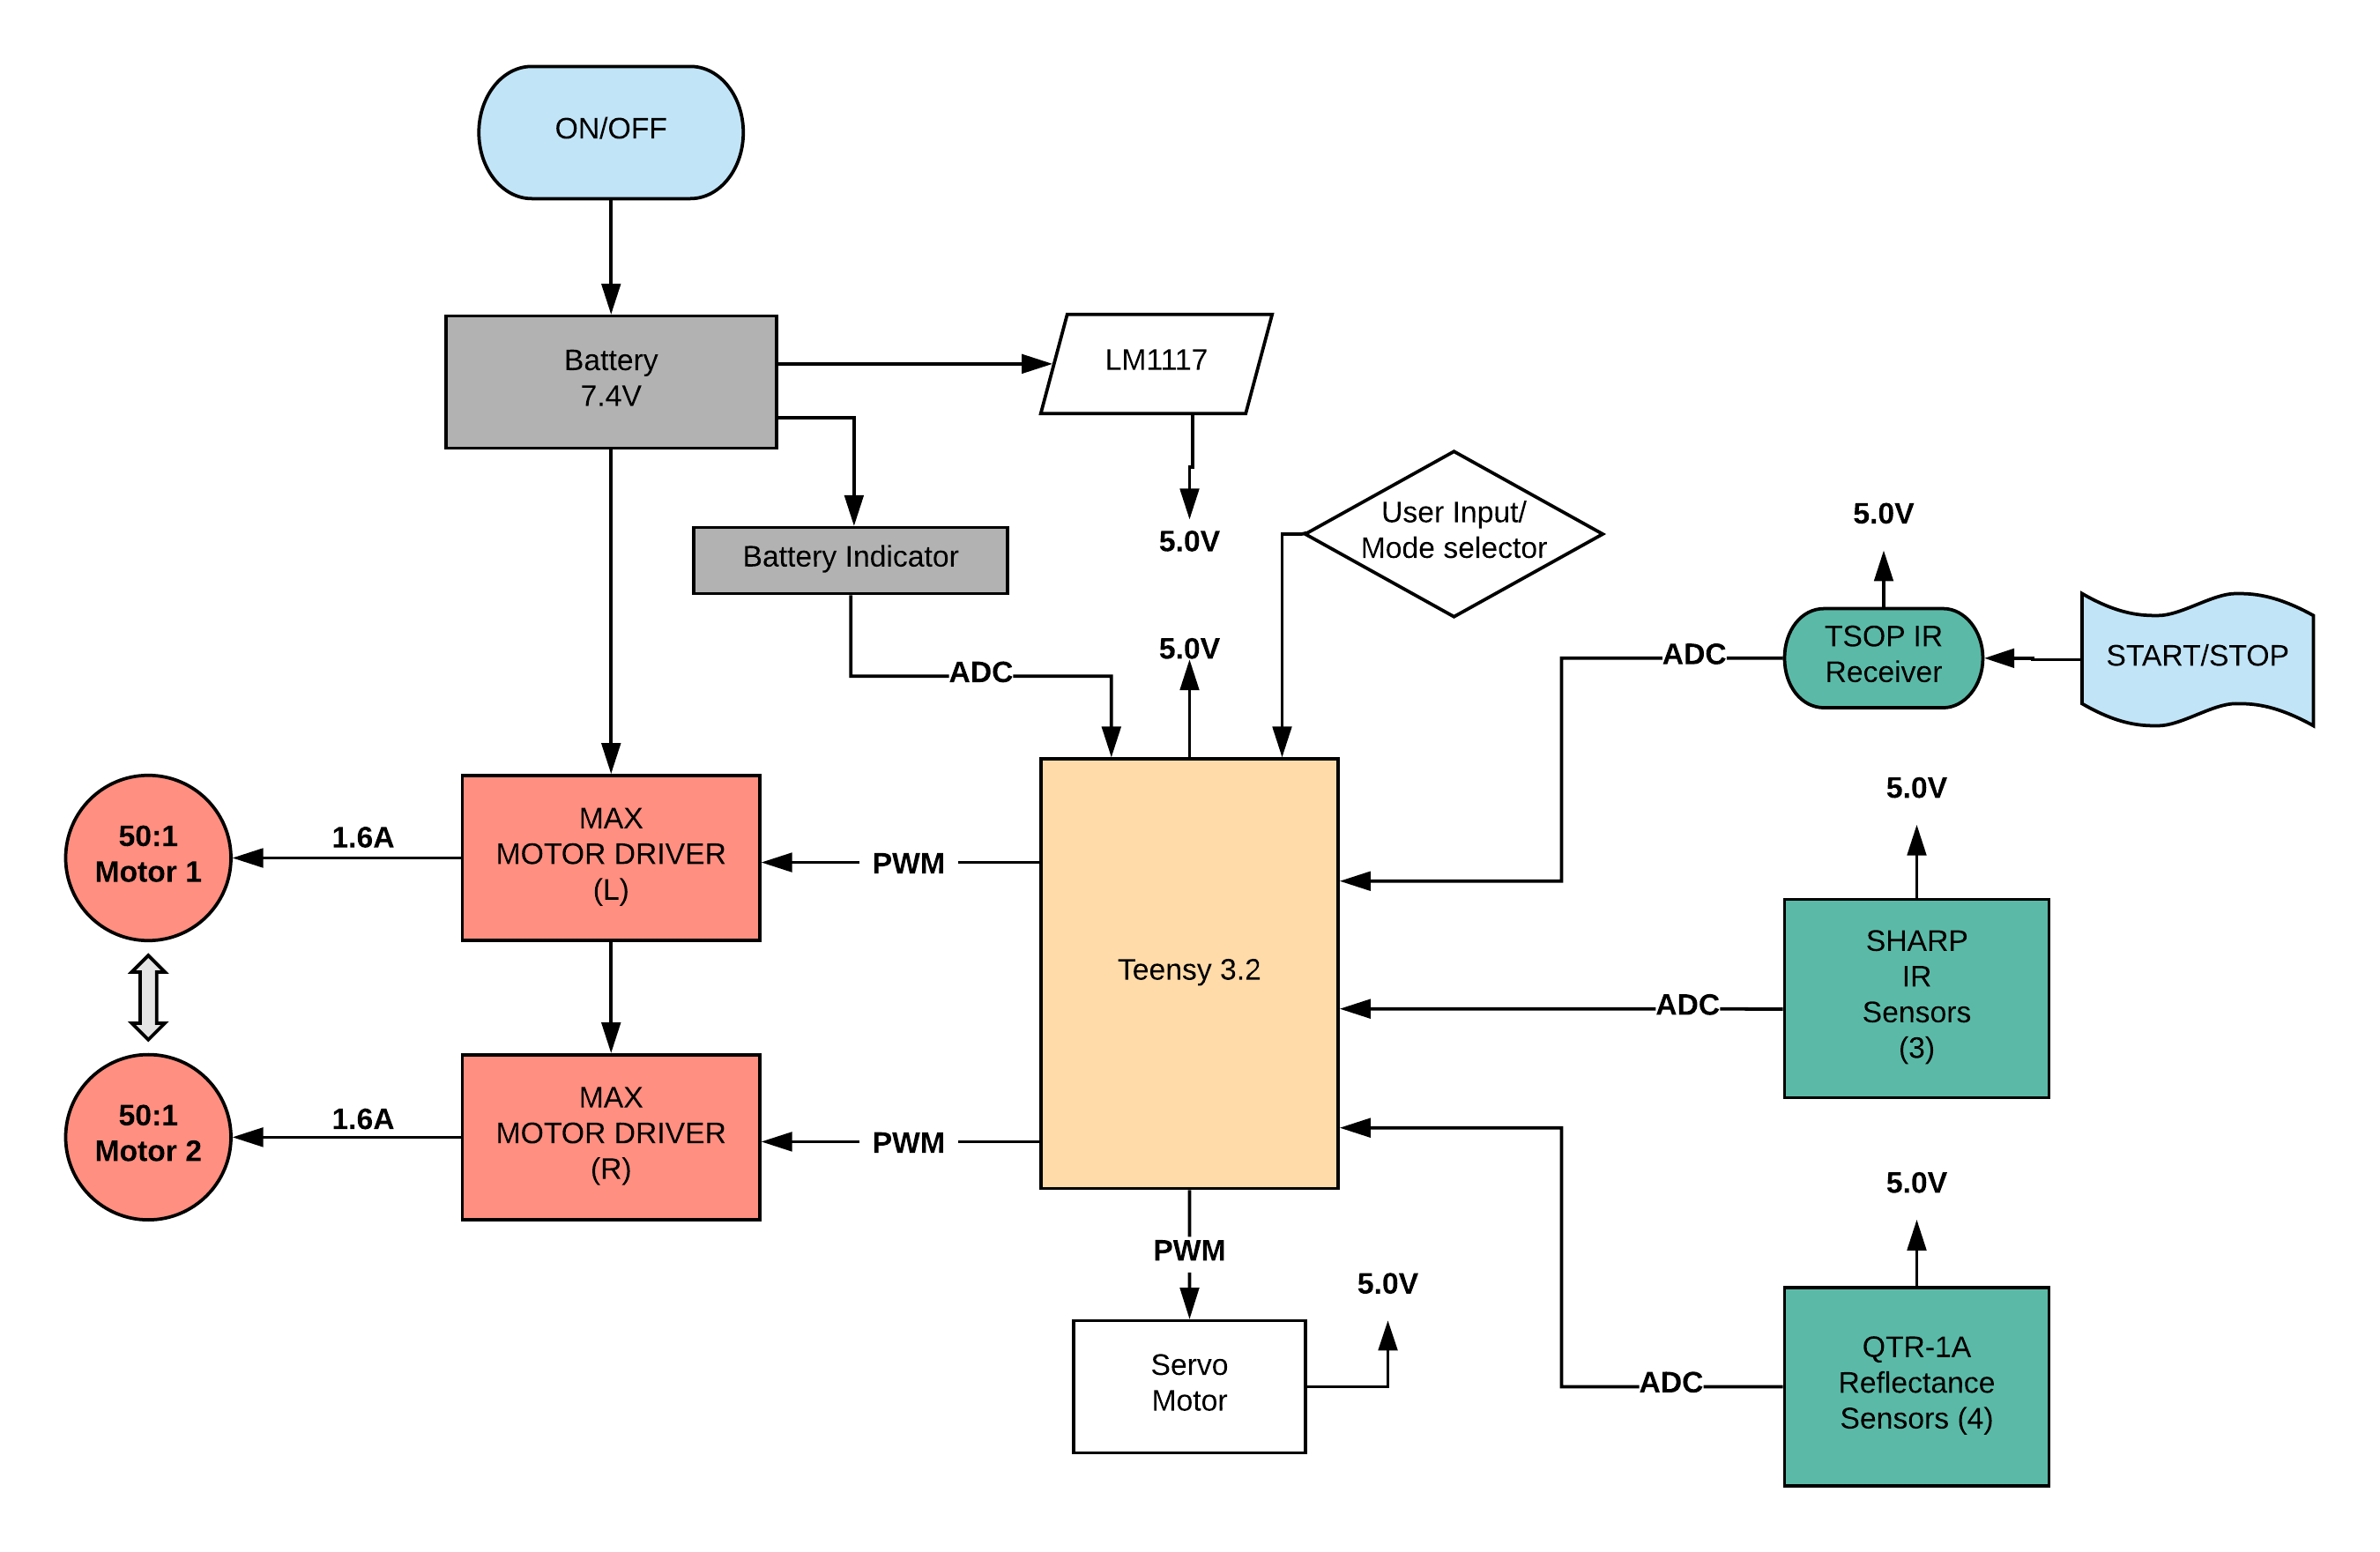 ON/OFF
Battery
7.4V
LM1117
5.0V
Battery Indicator
User Input/
Mode selector
5.0V
TSOP IR
Receiver
START/STOP
ADC
5.0V
ADC
5.0V
50:1
Motor 1
1.6A
MAX
MOTOR DRIVER
(L)
PWM
Teensy 3.2
ADC
SHARP
IR
Sensors
(3)
50:1
Motor 2
1.6A
MAX
MOTOR DRIVER
(R)
PWM
PWM
5.0V
Servo
Motor
5.0V
ADC
QTR-1A
Reflectance
Sensors (4)